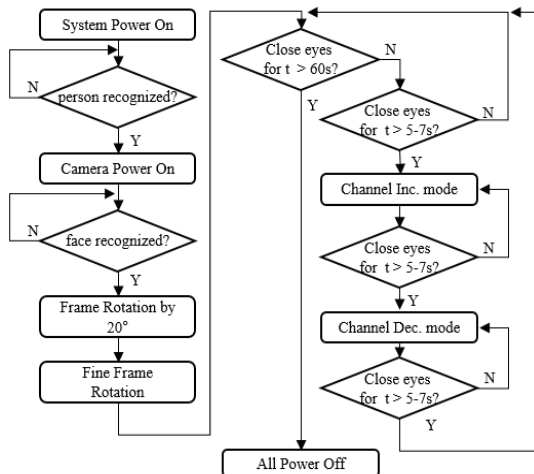 System Power On
N
person recognized?
Y
Camera Power On
N
face recognized?
Y
Frame Rotation by
20°
Fine Frame
Rotation
Close eyes
for t > 60s?
N
Y
Close eyes
for t > 5-7s?
N
Y
Channel Inc. mode
Close eyes
for t > 5-7s?
N
Y
Channel Dec. mode
Close eyes
for t > 5-7s?
N
Y
All Power Off